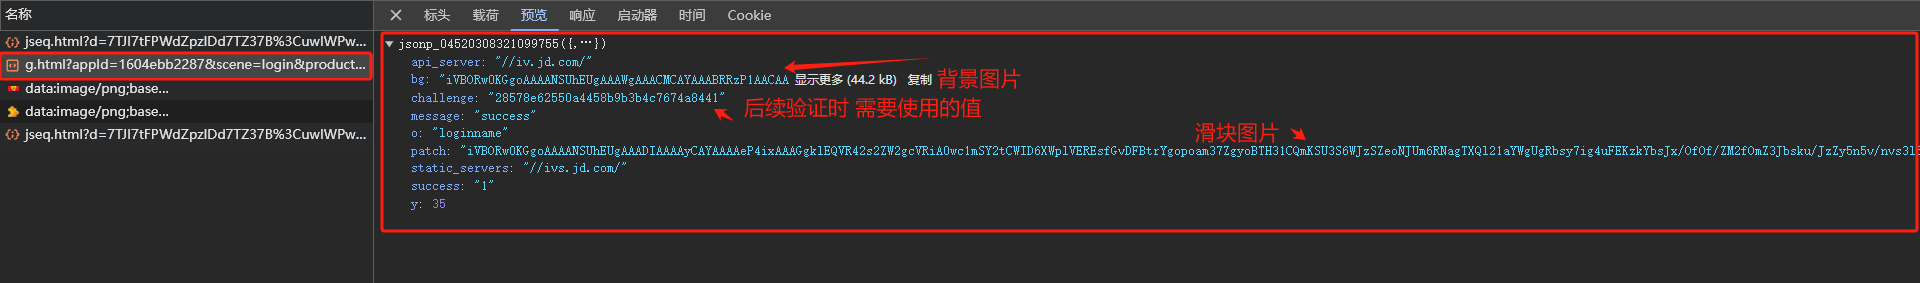 名称
标头 载荷 预览 响应 启动器 时间 Cookie
jseq.html?d=7TJI7tFPWdZpzIDd7TZ37B%3CuwIWPw...
g.html?appId=1604ebb2287&scene=login&product...
data:image/png;base...
data:image/png;base...
jseq.html?d=7TJI7tFPWdZpzIDd7TZ37B%3CuwIWPw...
jsonp_04520308321099755({,…})
api_server: "//iv.jd.com/"
bg: "iVBORw0KGgoAAAANSUhEUgAAAWgAAACMCAYAAABRRzP1AACAA 显示更多 (44.2 kB) 复制 背景图片
challenge: "28578e62550a4458b9b3b4c7674a8441"
后续验证时 需要使用的值
message: "success"
o: "loginname"
滑块图片
patch: "iVBORw0KGgoAAAANSUhEUgAAADIAAAAyCAYAAAAeP4ixAAAGgklEQVR42s2ZW2gcVRiA0wc1mSY2tCWID6XWplVEREsfGvDFBtrYgopoam37ZgyoBTH31CQmKSU3S6WJzSZeoNJUm6RNagTXQl21aYWgUgRbsy7ig4uFEKzkYbsJx/OfOf/ZM2fOmZ3Jbsku/JzZy5n5v/nvs3l5
static_servers: "//ivs.jd.com/"
success: "1"
y: 35